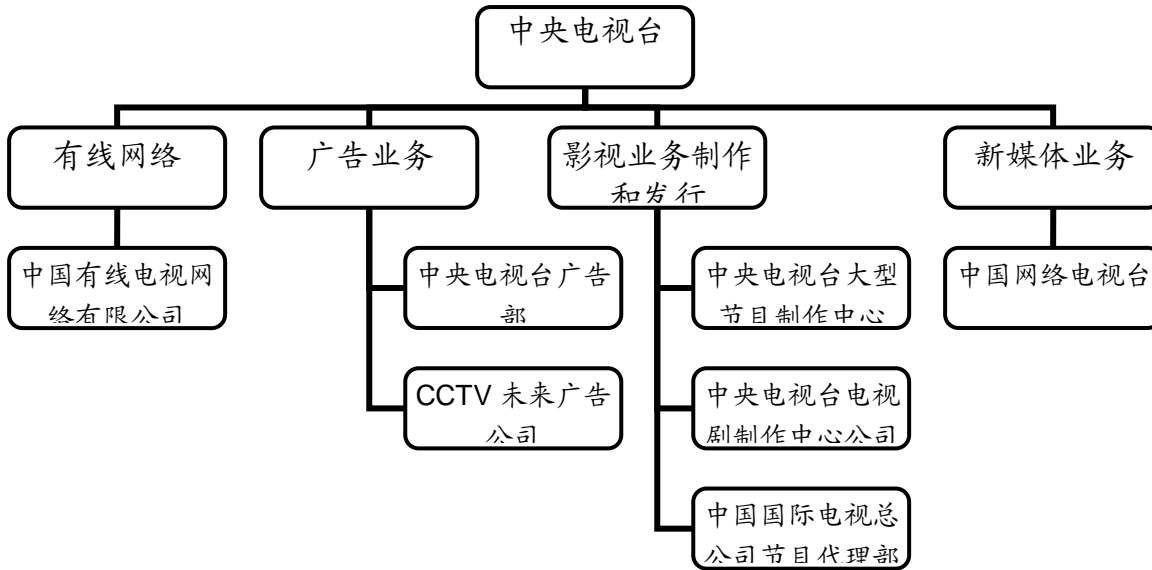 中央电视台
有线网络
广告业务
影视业务制作
和发行
新媒体业务
中国有线电视网
络有限公司
中央电视台广告
部
CCTV 未来广告
公司
中央电视台大型
节目制作中心
中央电视台电视
剧制作中心公司
中国国际电视总
公司节目代理部
中国网络电视台